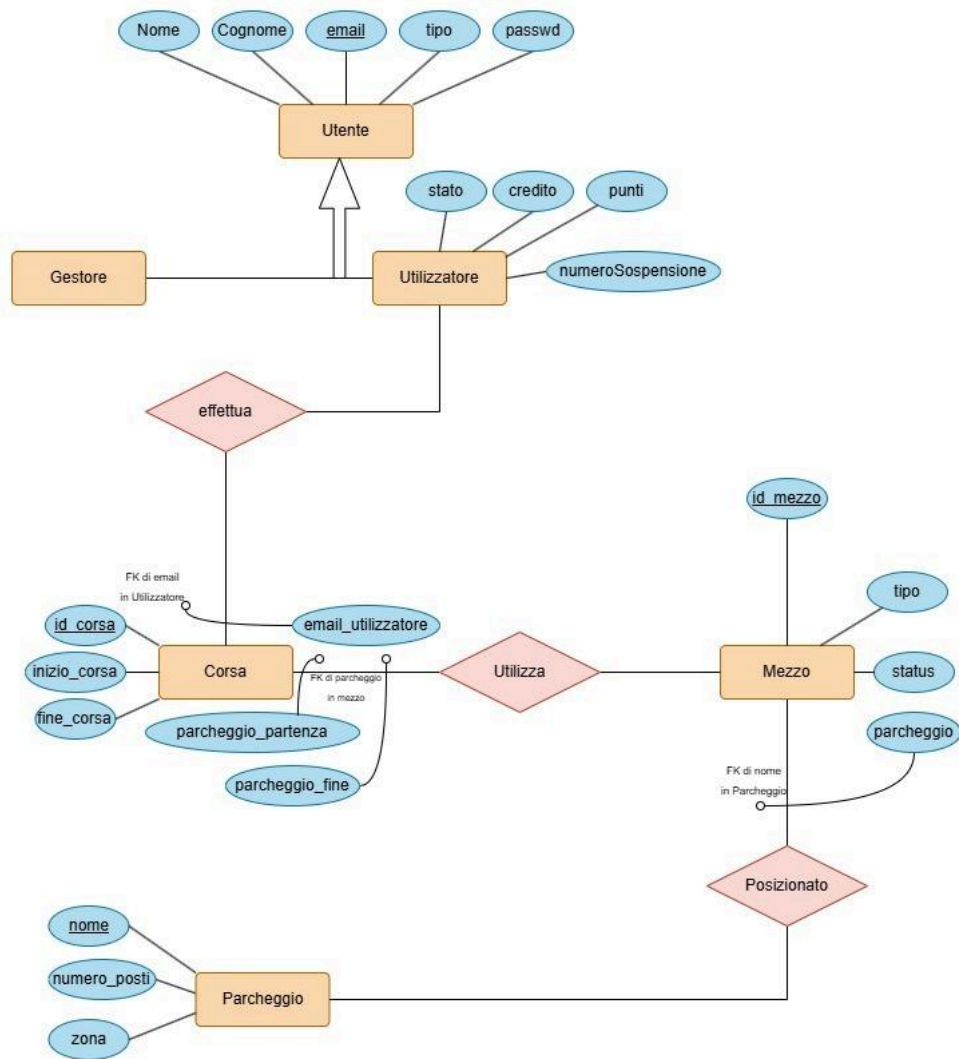 Nome
Cognome
email
tipo
passwd
Utente
stato
credito
punti
Gestore
Utilizzatore
numeroSospensione
effettua
id_mezzo
FK di email
in Utilizzatore
tipo
id_corsa
email_utilizzatore
inizio_corsa
Corsa
FK di parcheggio
in mezzo
Utilizza
Mezzo
status
fine_corsa
parcheggio_partenza
parcheggio
parcheggio_fine
FK di nome
in Parcheggio
Posizionato
nome
numero_posti
Parcheggio
zona